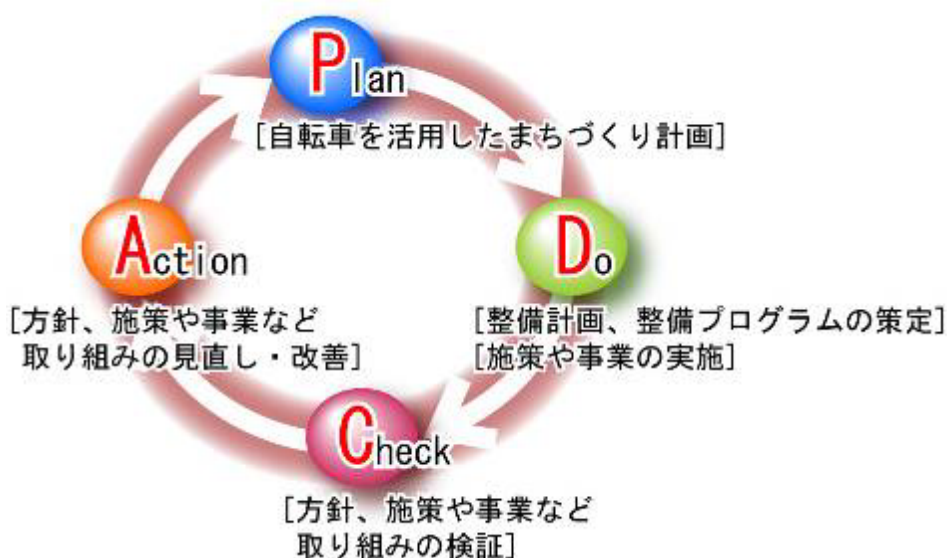 Plan
[自転車を活用したまちづくり計画]
Do
[整備計画、整備プログラムの策定]
[施策や事業の実施]
Check
[方針、施策や事業など
取り組みの検証]
Action
[方針、施策や事業など
取り組みの見直し・改善]